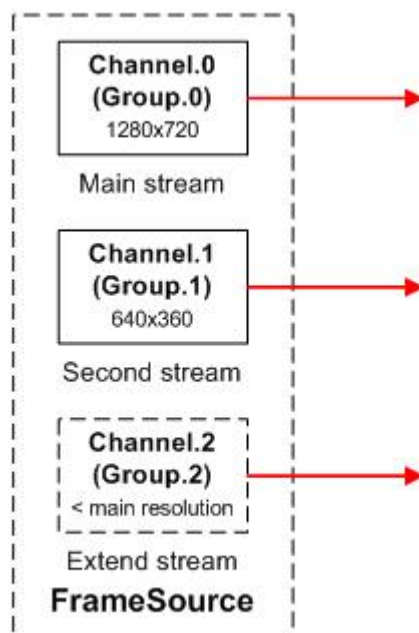 Channel.0
(Group.0)
1280x720
Main stream
Channel.1
(Group.1)
640x360
Second stream
Channel.2
(Group.2)
< main resolution
Extend stream
FrameSource